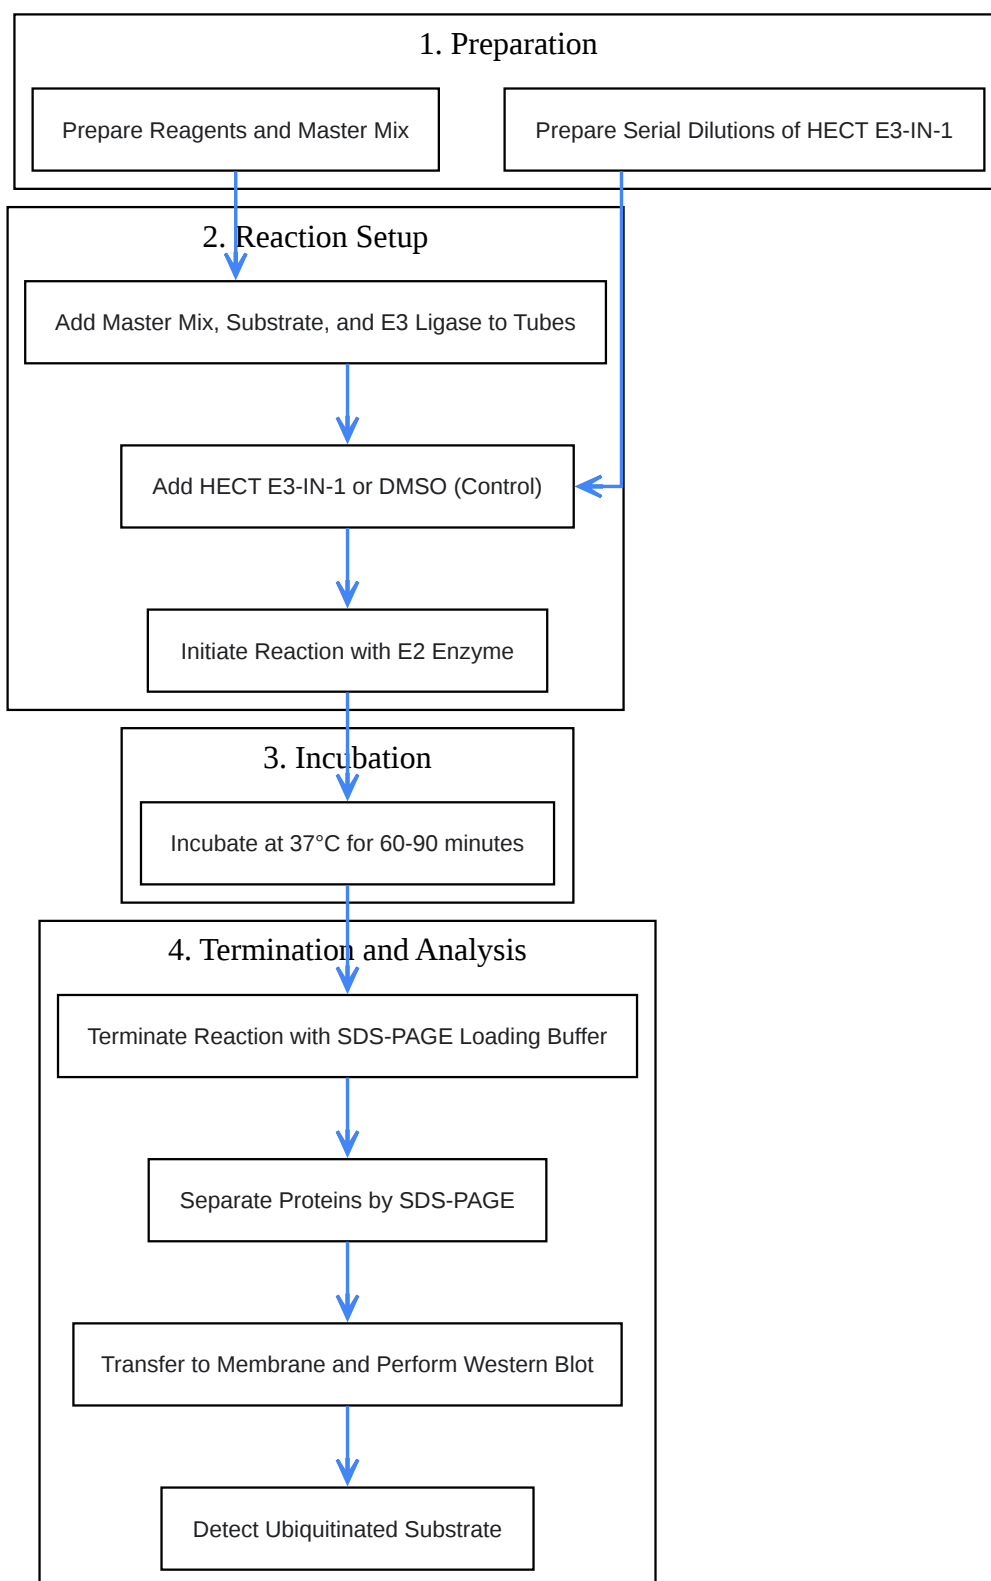 1. Preparation
Prepare Reagents and Master Mix
Prepare Serial Dilutions of HECT E3-IN-1
2. Reaction Setup
Add Master Mix, Substrate, and E3 Ligase to Tubes
Add HECT E3-IN-1 or DMSO (Control)
Initiate Reaction with E2 Enzyme
3. Incubation
Incubate at 37°C for 60-90 minutes
4. Termination and Analysis
Terminate Reaction with SDS-PAGE Loading Buffer
Separate Proteins by SDS-PAGE
Transfer to Membrane and Perform Western Blot
Detect Ubiquitinated Substrate